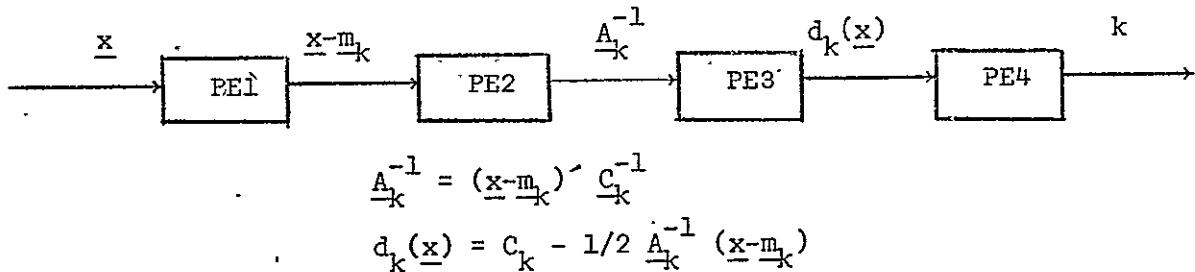 x x-m_k A_k^{-1} d_k(x) k
PE1 PE2 PE3 PE4
A_k^{-1} = (x-m_k)' C_k^{-1}
d_k(x) = C_k - 1/2 A_k^{-1} (x-m_k)